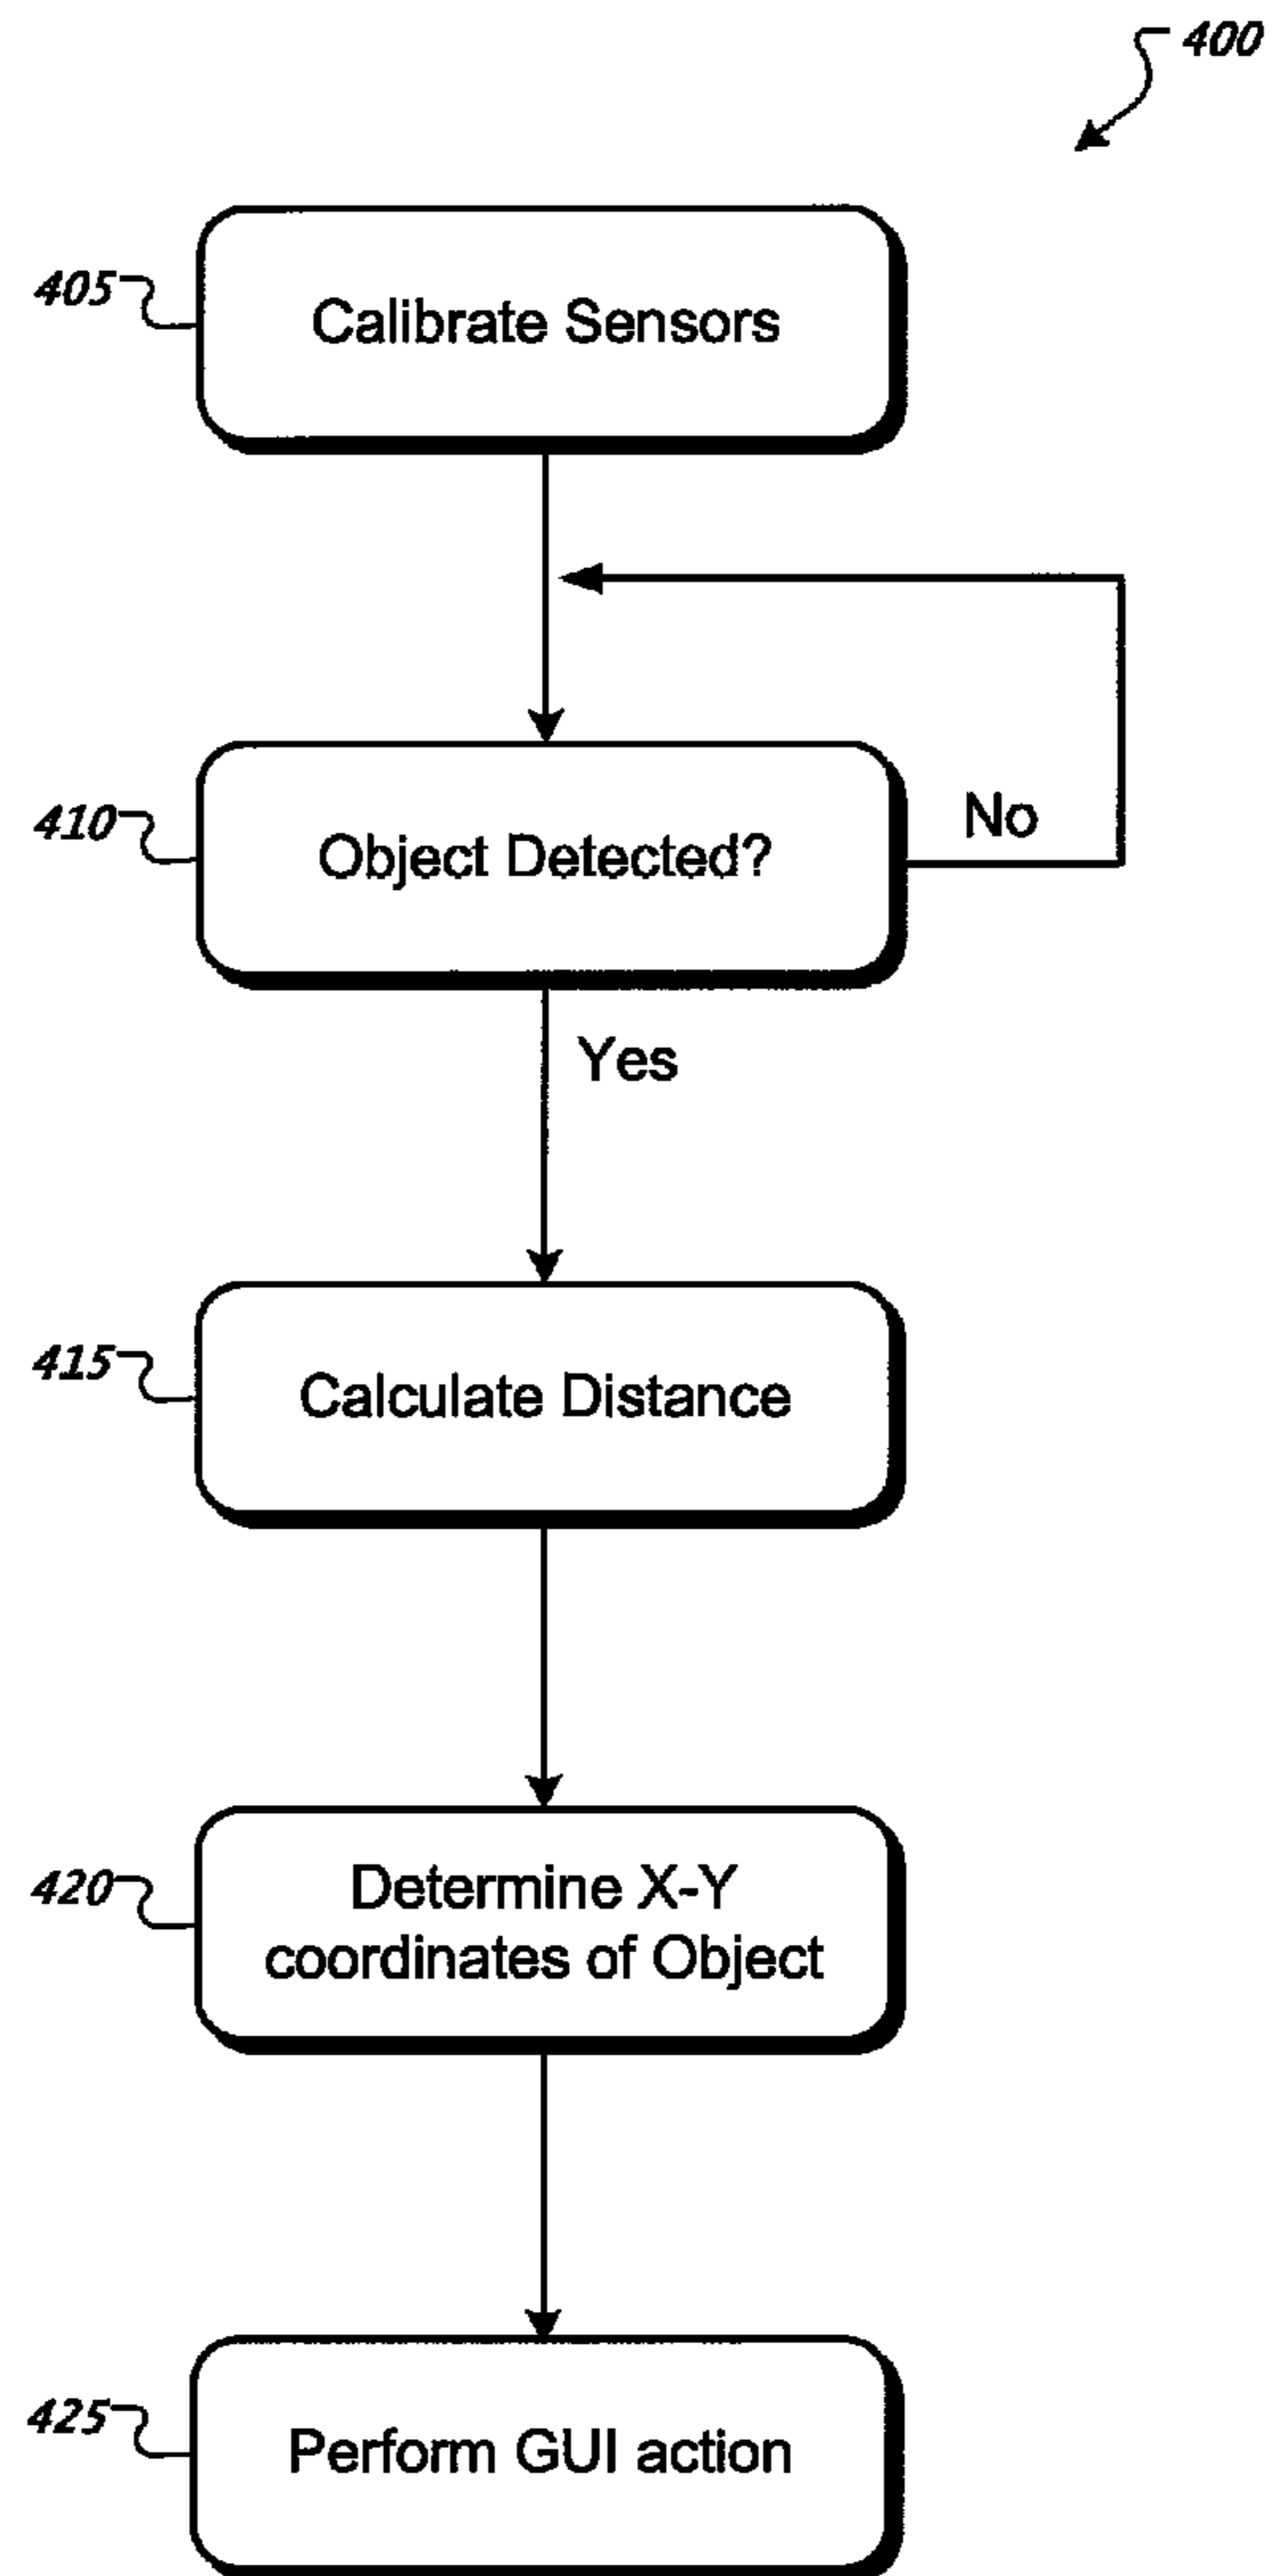 400
405
Calibrate Sensors
410
Object Detected?
No
Yes
415
Calculate Distance
420
Determine X-Y
coordinates of Object
425
Perform GUI action